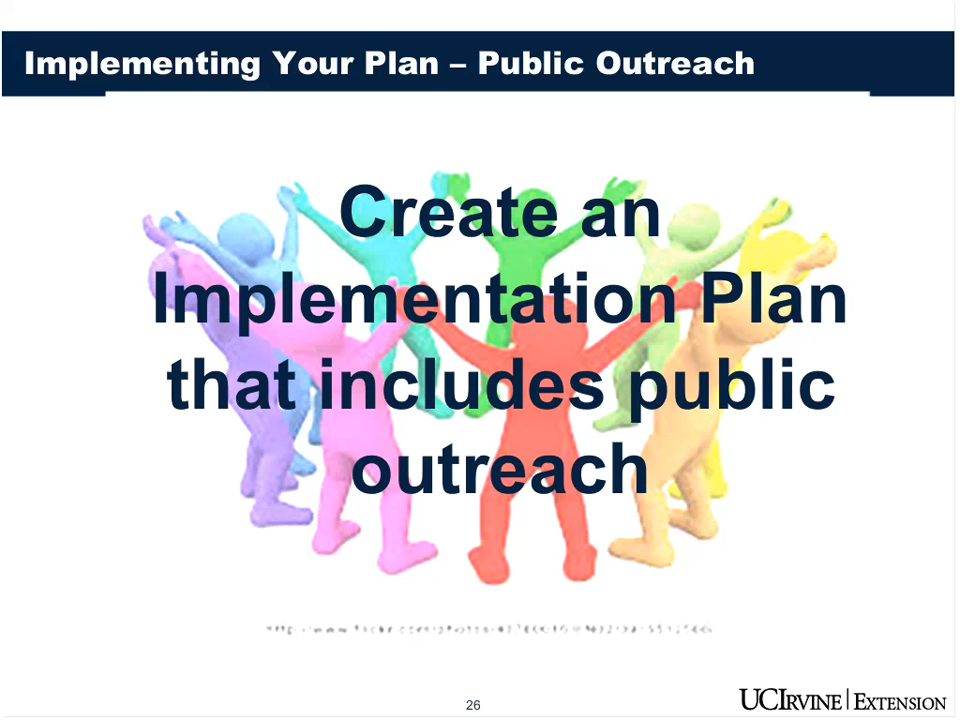 Implementing Your Plan – Public Outreach
Create an
Implementation Plan
that includes public
outreach
26
UCIrvine | Extension